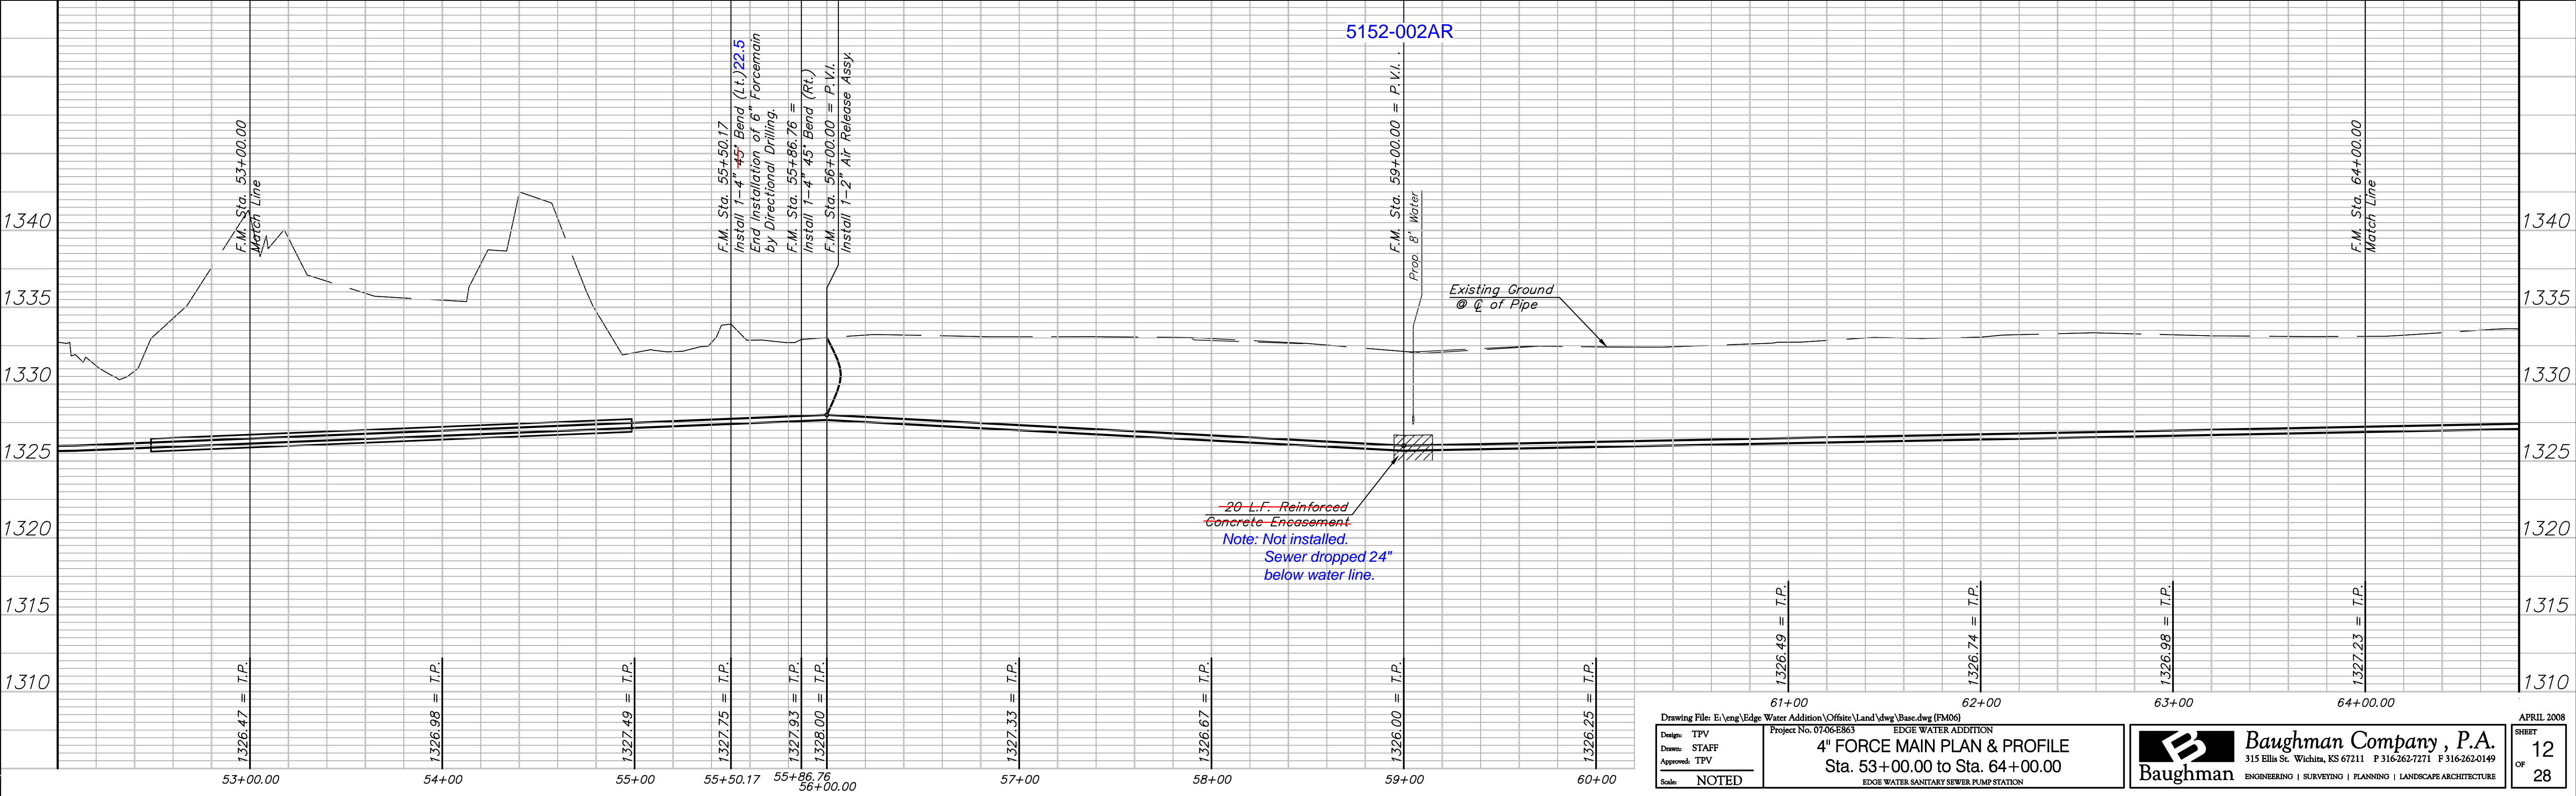 5152-002AR
F.M. Sta. 53+00.00
Match Line
F.M. Sta. 55+50.17
Install 1-4" 45° Bend (Lt.) 22.5
End Installation of 6" Forcemain
by Directional Drilling.
F.M. Sta. 55+86.76 =
Install 1-4" 45° Bend (Rt.)
F.M. Sta. 56+00.00 = P.V.I.
Install 1-2" Air Release Assy.
F.M. Sta. 59+00.00 = P.V.I.
Prop. 8' Water
F.M. Sta. 64+00.00
Match Line
1340
1340
1335
1335
Existing Ground
@ ℄ of Pipe
1330
1330
1325
1325
20 L.F. Reinforced
Concrete Encasement
Note: Not installed.
Sewer dropped 24"
below water line.
1320
1320
1315
1315
1310
1310
1326.47 = T.P.
1326.98 = T.P.
1327.49 = T.P.
1327.75 = T.P.
1327.93 = T.P.
1328.00 = T.P.
1327.33 = T.P.
1326.67 = T.P.
1326.00 = T.P.
1326.25 = T.P.
1326.49 = T.P.
1326.74 = T.P.
1326.98 = T.P.
1327.23 = T.P.
53+00.00
54+00
55+00
55+50.17
55+86.76
56+00.00
57+00
58+00
59+00
60+00
61+00
62+00
63+00
64+00.00
Drawing File: E:\eng\Edge Water Addition\Offsite\Land\dwg\Base.dwg (FM06)
Design: TPV
Drawn: STAFF
Approved: TPV
Scale: NOTED
Project No. 07-06-E863 EDGE WATER ADDITION
4" FORCE MAIN PLAN & PROFILE
Sta. 53+00.00 to Sta. 64+00.00
EDGE WATER SANITARY SEWER PUMP STATION
Baughman
Baughman Company, P.A.
315 Ellis St. Wichita, KS 67211 P 316-262-7271 F 316-262-0149
ENGINEERING | SURVEYING | PLANNING | LANDSCAPE ARCHITECTURE
APRIL 2008
SHEET
12
OF
28